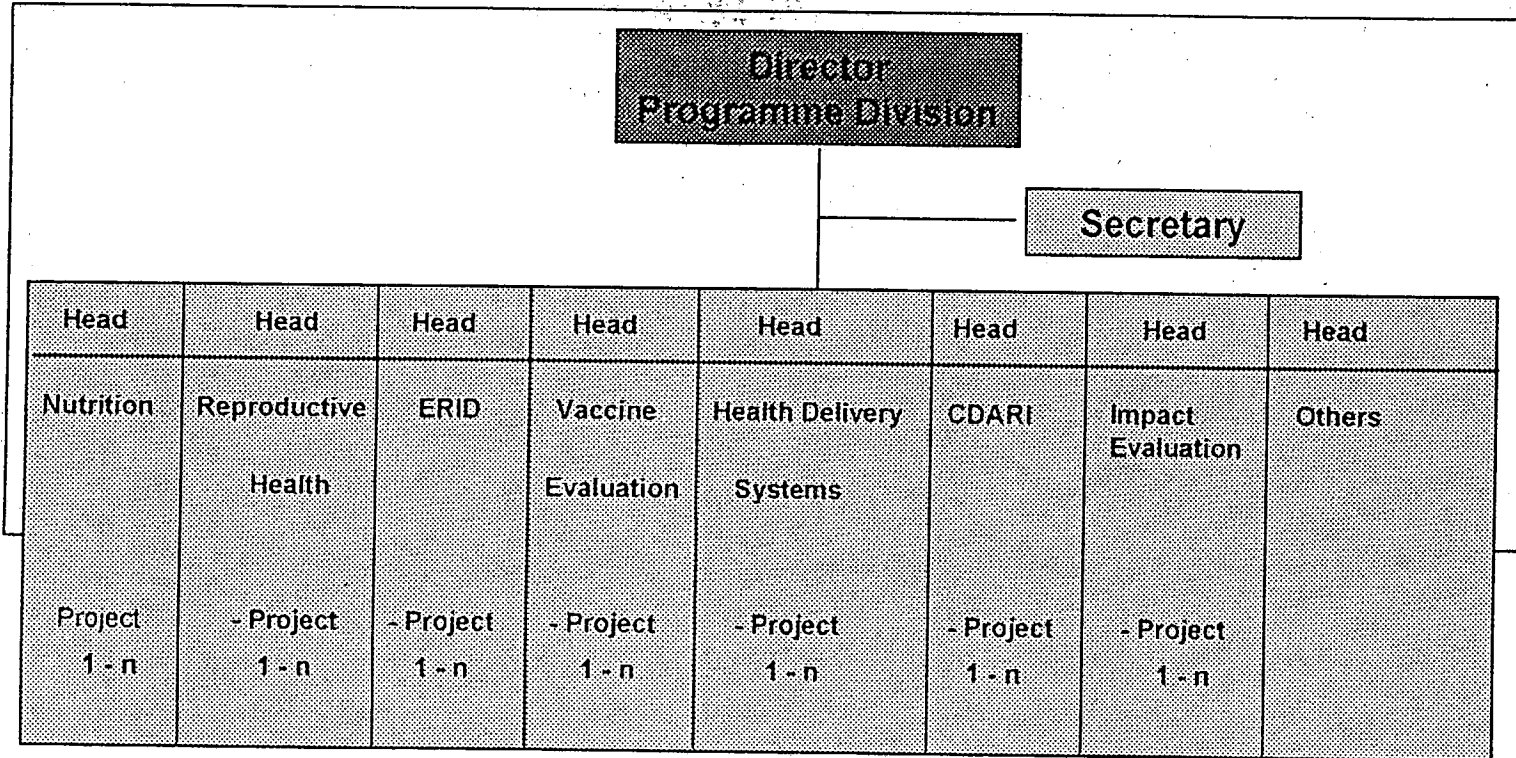 Director
Programme Division
Secretary
Head Head Head Head Head Head Head Head
Nutrition Reproductive ERID Vaccine Health Delivery CDARI Impact Others
Evaluation
Health Evaluation Systems
Project - Project - Project - Project - Project - Project - Project
1 - n 1 - n 1 - n 1 - n 1 - n 1 - n 1 - n